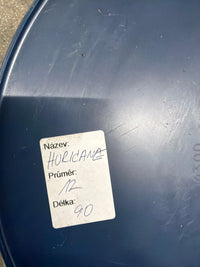 Název:
HURICANE
Průměr:
12
Délka:
90